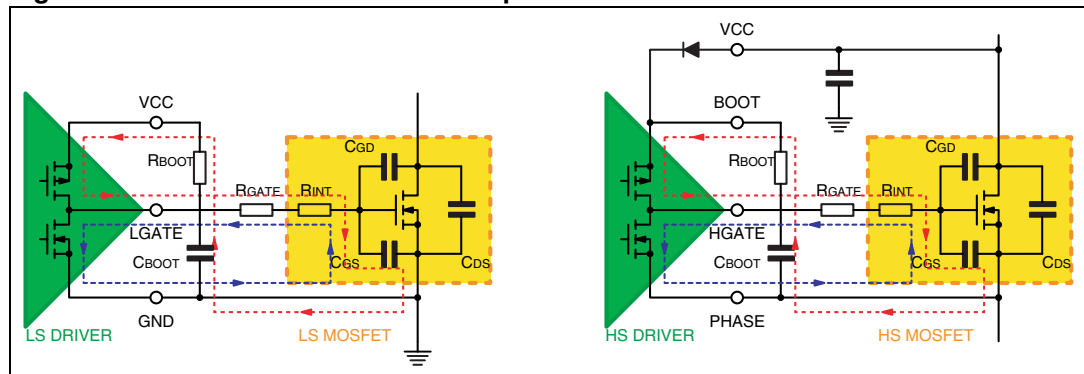 VCC
RBOOT
CGD
RGATE
RINT
LGATE
CBOOT
CGS
CDS
GND
LS DRIVER
LS MOSFET
VCC
BOOT
RBOOT
CGD
RGATE
RINT
HGATE
CBOOT
CGS
CDS
PHASE
HS DRIVER
HS MOSFET